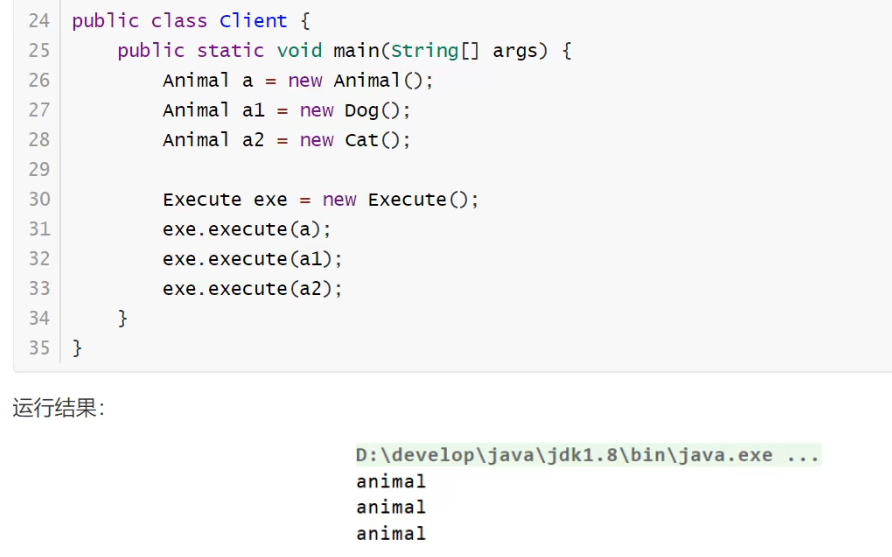 24 public class Client {
25     public static void main(String[] args) {
26         Animal a = new Animal();
27         Animal a1 = new Dog();
28         Animal a2 = new Cat();
29
30         Execute exe = new Execute();
31         exe.execute(a);
32         exe.execute(a1);
33         exe.execute(a2);
34     }
35 }
运行结果：
D:\develop\java\jdk1.8\bin\java.exe ...
animal
animal
animal